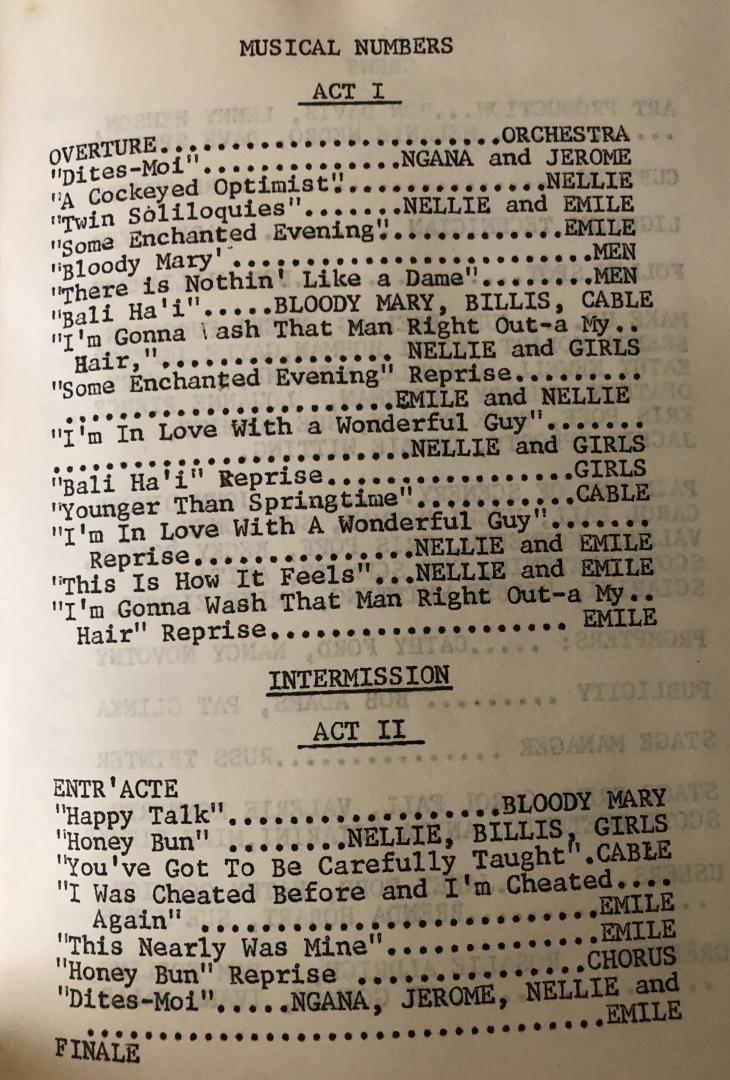 MUSICAL NUMBERS
ACT I
OVERTURE..........................ORCHESTRA
"Dites-Moi"...............NGANA and JEROME
"A Cockeyed Optimist"...............NELLIE
"Twin Soliloquies".......NELLIE and EMILE
"Some Enchanted Evening"............EMILE
"Bloody Mary'..........................MEN
"There is Nothin' Like a Dame"........MEN
"Bali Ha'i".....BLOODY MARY, BILLIS, CABLE
"I'm Gonna ash That Man Right Out-a My..
Hair,"................ NELLIE and GIRLS
"Some Enchanted Evening" Reprise.........
.......................EMILE and NELLIE
"I'm In Love With a Wonderful Guy".......
.........................NELLIE and GIRLS
"Bali Ha'i" Reprise..................GIRLS
"Younger Than Springtime"...........CABLE
"I'm In Love With A Wonderful Guy".......
Reprise...............NELLIE and EMILE
"This Is How It Feels"...NELLIE and EMILE
"I'm Gonna Wash That Man Right Out-a My..
Hair" Reprise.................... EMILE
INTERMISSION
ACT II
ENTR'ACTE
"Happy Talk"...................BLOODY MARY
"Honey Bun" ........NELLIE, BILLIS, GIRLS
"You've Got To Be Carefully Taught".CABLE
"I Was Cheated Before and I'm Cheated....
Again" ...........................EMILE
"This Nearly Was Mine"..............EMILE
"Honey Bun" Reprise ...............CHORUS
"Dites-Moi".....NGANA, JEROME, NELLIE and
....................................EMILE
FINALE